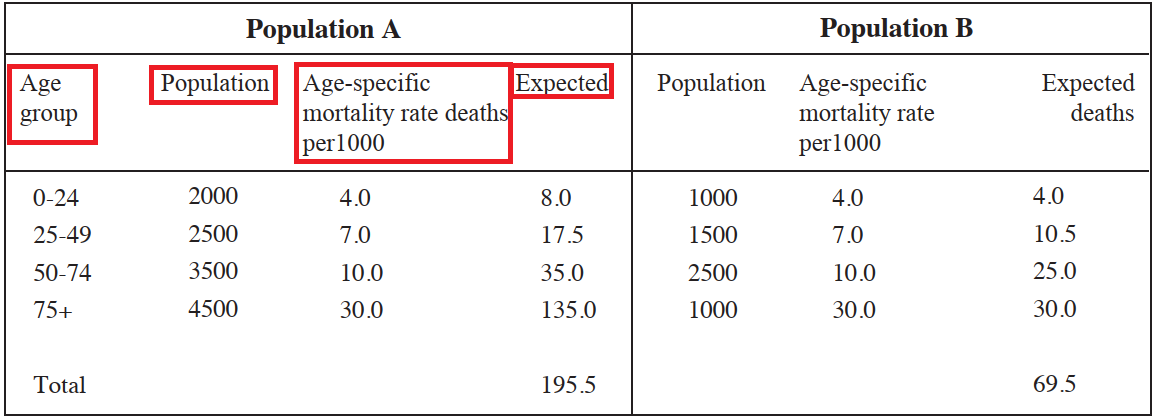 Population A Population B
Age group Population Age-specific mortality rate deaths per1000 Expected Population Age-specific mortality rate per1000 Expected deaths
0-24 2000 4.0 8.0 1000 4.0 4.0
25-49 2500 7.0 17.5 1500 7.0 10.5
50-74 3500 10.0 35.0 2500 10.0 25.0
75+ 4500 30.0 135.0 1000 30.0 30.0
Total 195.5 69.5